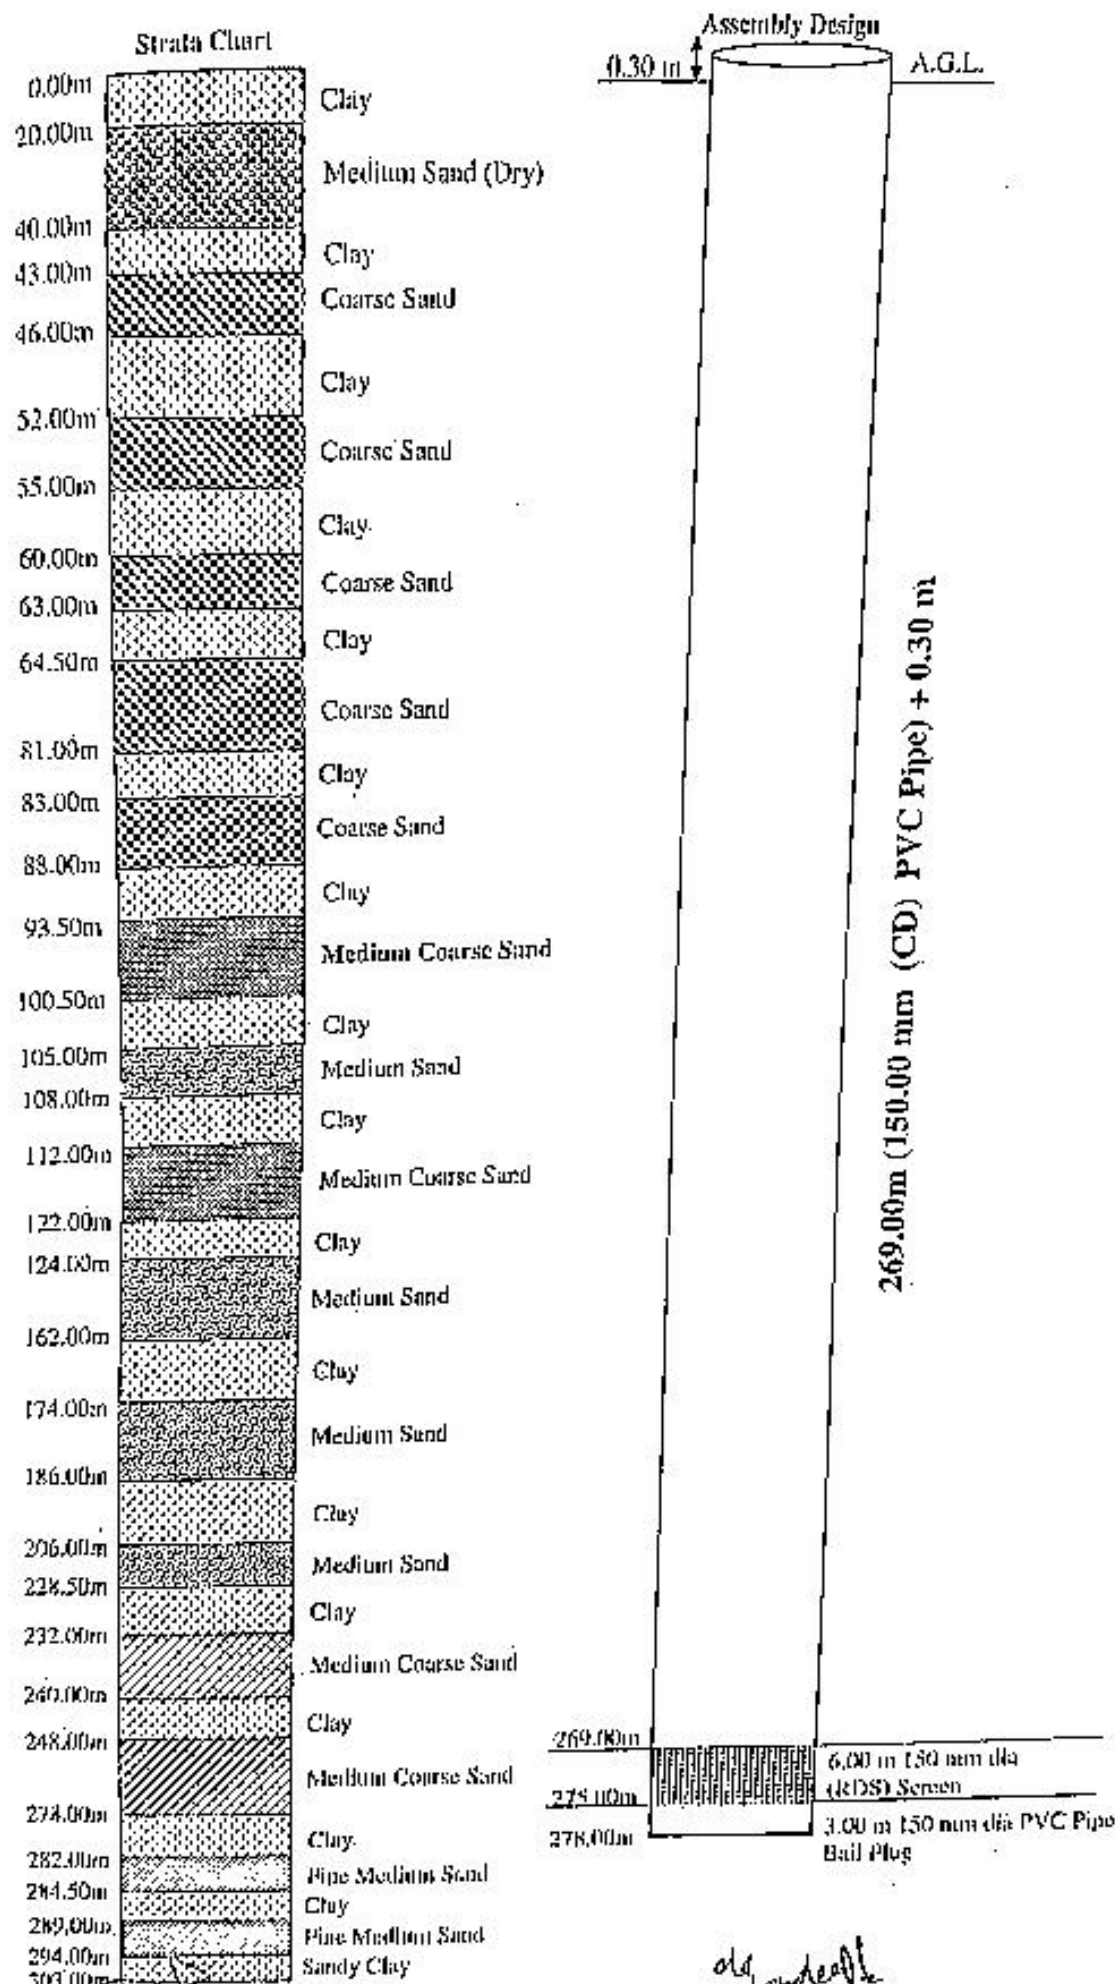 Strata Chart
0.00m
Clay
20.00m
Medium Sand (Dry)
40.00m
Clay
43.00m
Coarse Sand
46.00m
Clay
52.00m
Coarse Sand
55.00m
Clay
60.00m
Coarse Sand
63.00m
Clay
64.50m
Coarse Sand
81.00m
Clay
83.00m
Coarse Sand
88.00m
Clay
93.50m
Medium Coarse Sand
100.50m
Clay
105.00m
Medium Sand
108.00m
Clay
112.00m
Medium Coarse Sand
122.00m
Clay
124.00m
Medium Sand
162.00m
Clay
174.00m
Medium Sand
186.00m
Clay
206.00m
Medium Sand
228.50m
Clay
232.00m
Medium Coarse Sand
260.00m
Clay
248.00m
Medium Coarse Sand
274.00m
Clay
282.00m
Fine Medium Sand
284.50m
Clay
289.00m
Fine Medium Sand
294.00m
Sandy Clay
303.00m
Assembly Design
0.30 m
A.G.L.
269.00m (150.00 mm (CD) PVC Pipe) + 0.30 m
269.00m
6.00 m 150 mm dia
(RDS) Screen
275.00m
3.00 m 150 mm dia PVC Pipe
278.00m
Bail Plug